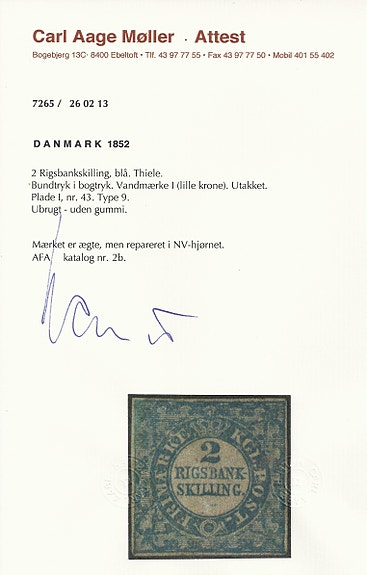 Carl Aage Møller . Attest
Bogebjerg 13C· 8400 Ebeltoft • Tlf. 43 97 77 55 • Fax 43 97 77 50 • Mobil 401 55 402
7265 / 26 02 13
DANMARK 1852
2 Rigsbankskilling, blå. Thiele.
Bundtryk i bogtryk. Vandmærke I (lille krone). Utakket.
Plade I, nr. 43. Type 9.
Ubrugt - uden gummi.
Mærket er ægte, men repareret i NV-hjørnet.
AFA katalog nr. 2b.
2
RIGSBANK-
SKILLING.
FRIMÆRKE KGL. POST.